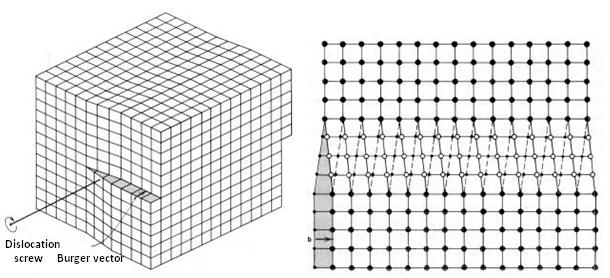 Dislocation
screw
Burger vector
b